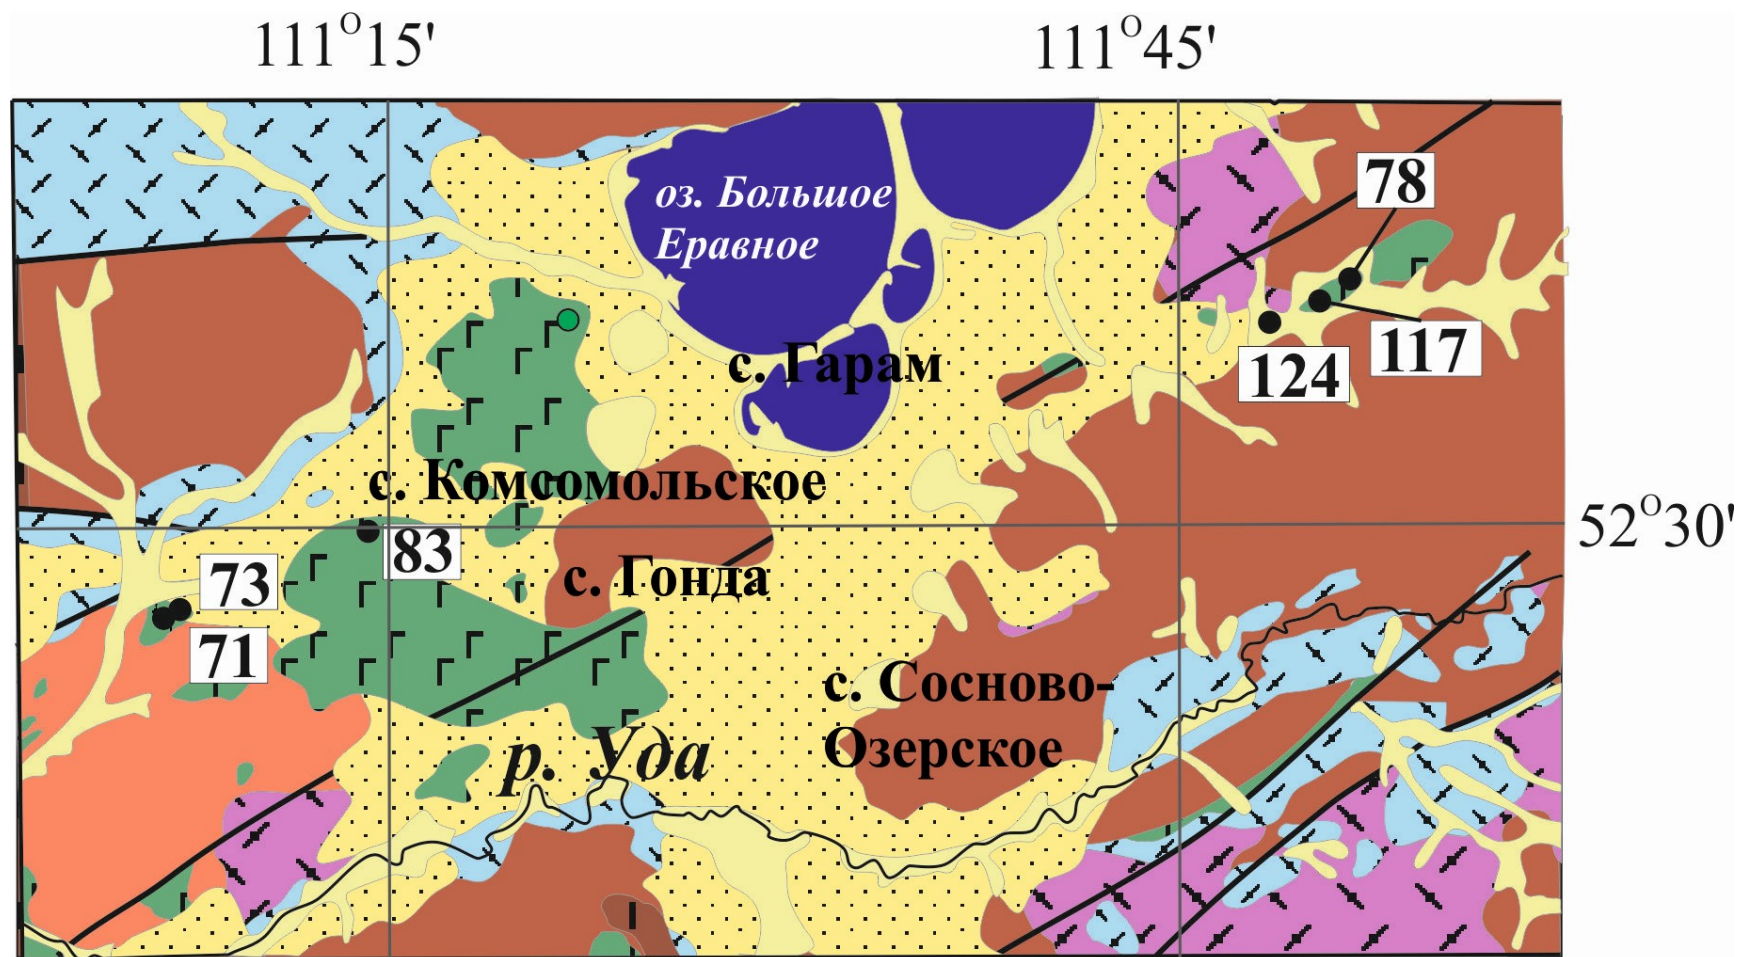 111°15'
111°45'
78
оз. Большое
Еравное
117
124
с. Гарам
с. Комсомольское
52°30'
83
73
с. Гонда
71
с. Сосново-
Озерское
р. Уда